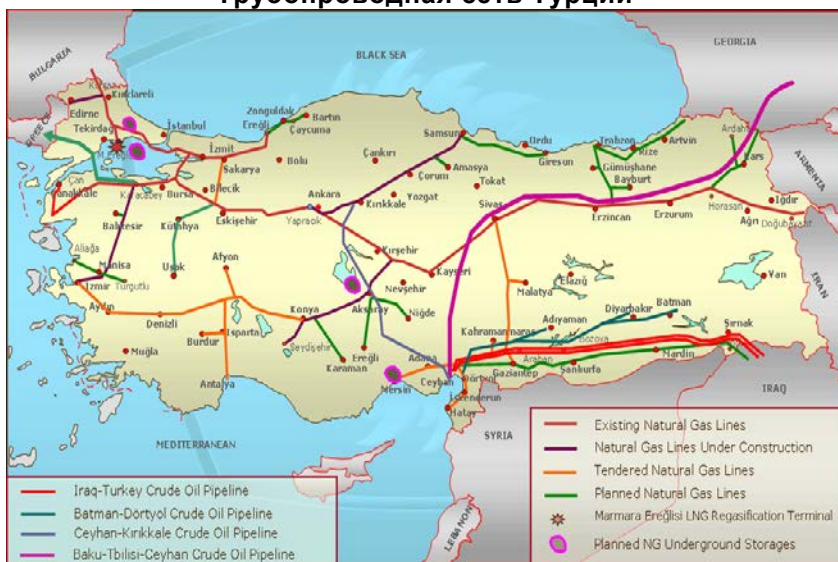 Трубопроводная сеть Турции
BLACK SEA
GEORGIA
BULGARIA
GREECE
ARMENIA
IRAN
IRAQ
SYRIA
LEBANON
MEDITERRANEAN
Kırklareli
Edirne
Tekirdağ
İstanbul
İzmit
Sakarya
Zonguldak
Ereğli
Bartın
Çaycuma
Bolu
Çankırı
Samsun
Ordu
Giresun
Trabzon
Rize
Artvin
Ardahan
Kars
Gümüşhane
Bayburt
Amasya
Çorum
Tokat
Çan
Çanakkale
Karacabey
Bursa
Bilecik
Eskişehir
Ankara
Yapracık
Kırıkkale
Yozgat
Sivas
Erzincan
Erzurum
Horasan
Iğdır
Ağrı
Doğubeyazıt
Balıkesir
Kütahya
Kırşehir
Kayseri
Aliağa
Manisa
Turgutlu
Uşak
Afyon
Nevşehir
Malatya
Elazığ
Van
İzmir
Aydın
Denizli
Isparta
Burdur
Konya
Aksaray
Niğde
Kahramanmaraş
Adıyaman
Diyarbakır
Batman
Bozova
Şırnak
Muğla
Antalya
Seydişehir
Karaman
Ereğli
Mersin
Adana
Ceyhan
Dörtyol
Araban
Gaziantep
Şanlıurfa
Mardin
İskenderun
Hatay
Iraq-Turkey Crude Oil Pipeline
Batman-Dörtyol Crude Oil Pipeline
Ceyhan-Kırıkkale Crude Oil Pipeline
Baku-Tbilisi-Ceyhan Crude Oil Pipeline
Existing Natural Gas Lines
Natural Gas Lines Under Construction
Tendered Natural Gas Lines
Planned Natural Gas Lines
Marmara Ereğlisi LNG Regasification Terminal
Planned NG Underground Storages